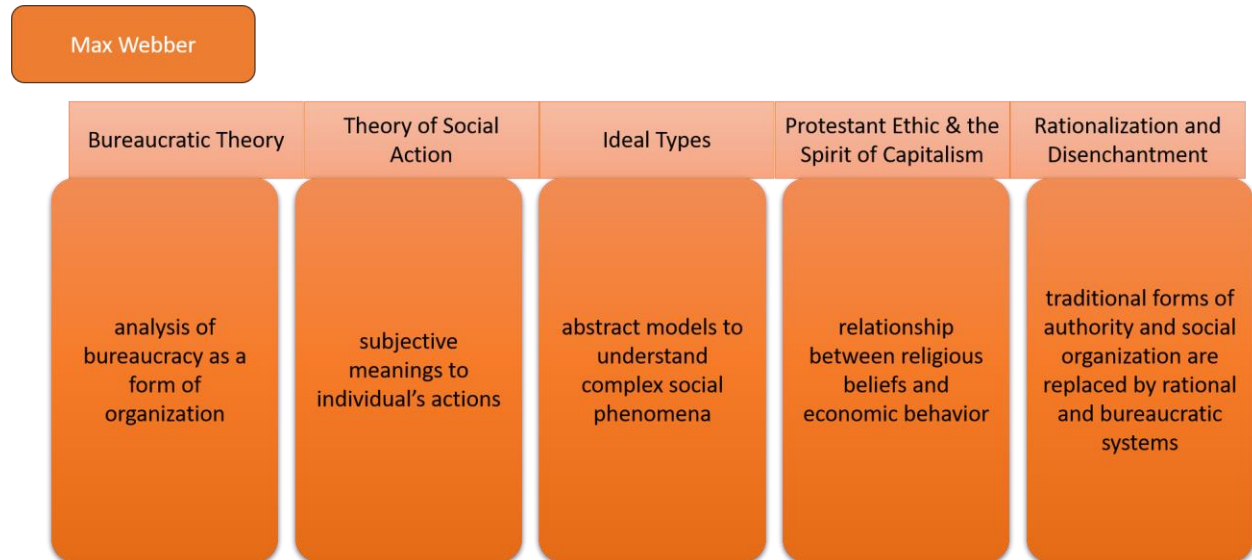 Max Webber
Bureaucratic Theory
Theory of Social
Action
Ideal Types
Protestant Ethic & the
Spirit of Capitalism
Rationalization and
Disenchantment
analysis of
bureaucracy as a
form of
organization
subjective
meanings to
individual’s actions
abstract models to
understand
complex social
phenomena
relationship
between religious
beliefs and
economic behavior
traditional forms of
authority and social
organization are
replaced by rational
and bureaucratic
systems